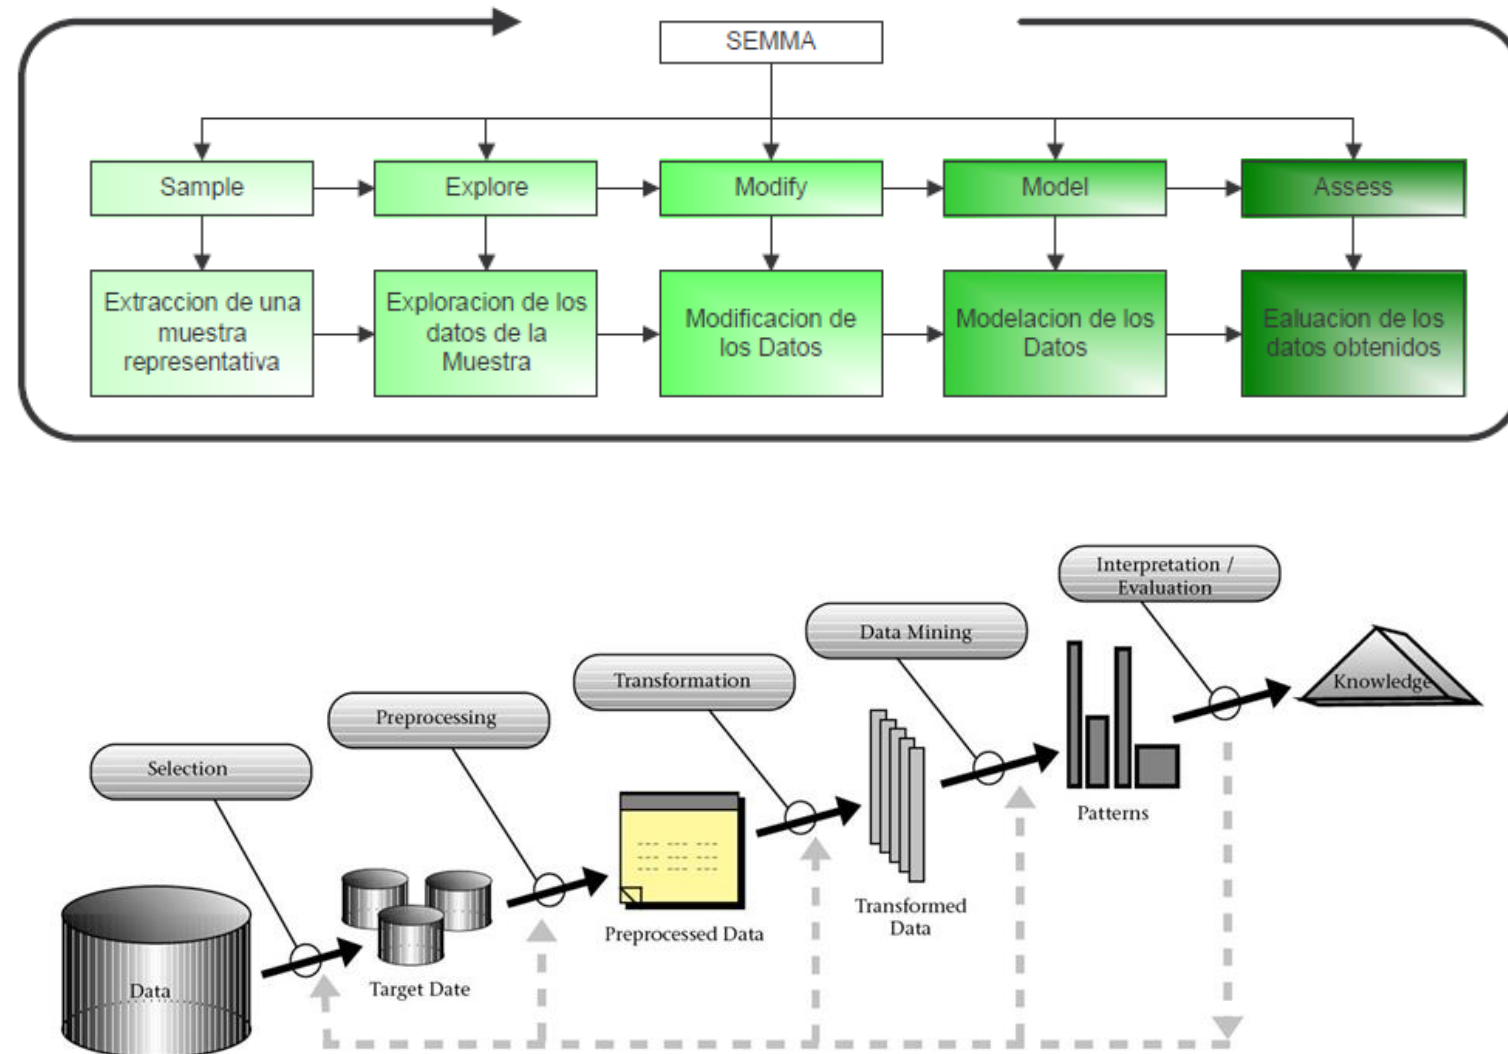 SEMMA
Sample
Explore
Modify
Model
Assess
Extraccion de una
muestra
representativa
Exploracion de los
datos de la
Muestra
Modificacion de
los Datos
Modelacion de los
Datos
Ealuacion de los
datos obtenidos
Interpretation /
Evaluation
Data Mining
Transformation
Preprocessing
Selection
Knowledge
Patterns
Transformed
Data
Preprocessed Data
Target Date
Data